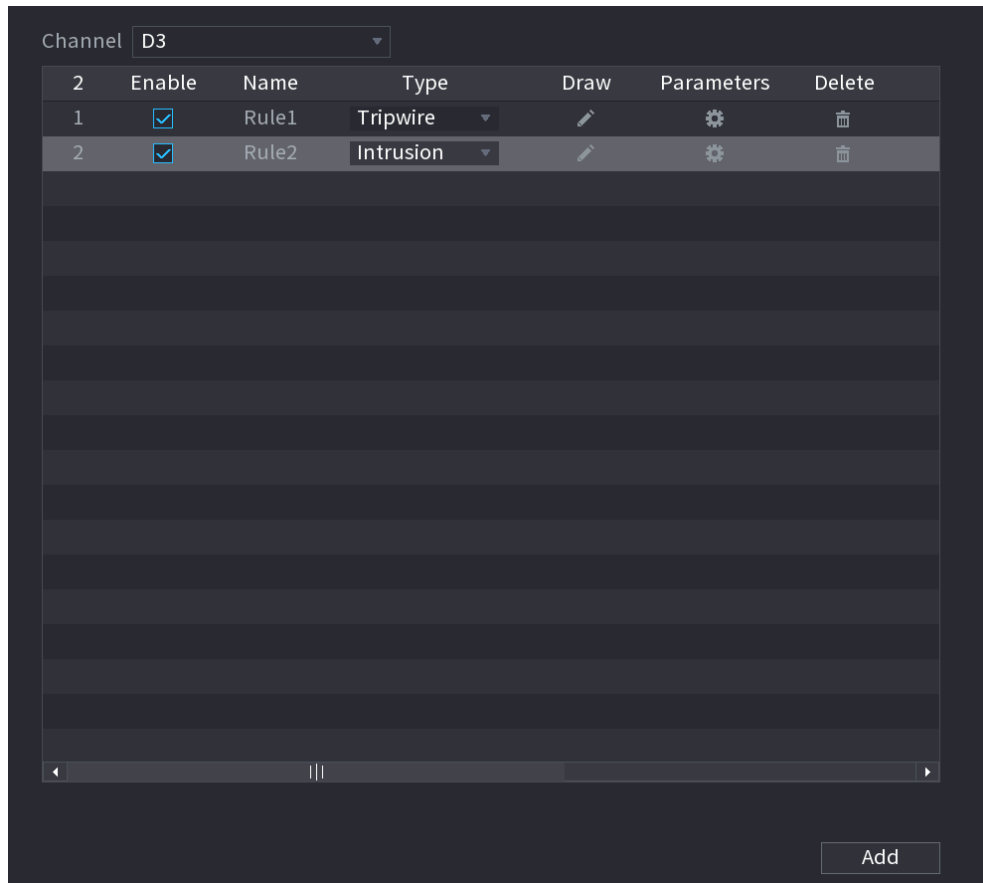 Channel D3
2 Enable Name Type Draw Parameters Delete
1 Rule1 Tripwire
2 Rule2 Intrusion
Add